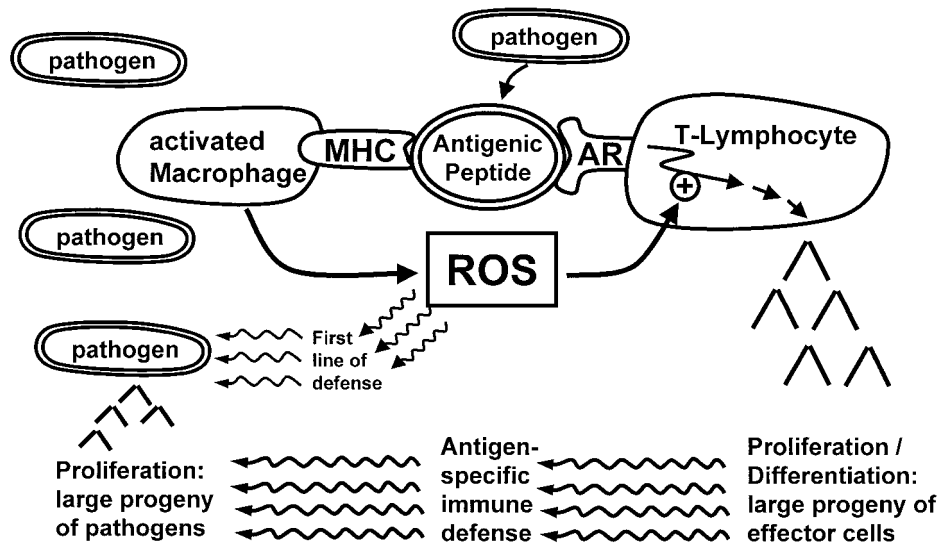 pathogen
pathogen
activated
Macrophage
MHC
Antigenic
Peptide
AR
T-Lymphocyte
+
pathogen
ROS
pathogen
First
line of
defense
Proliferation:
large progeny
of pathogens
Antigen-
specific
immune
defense
Proliferation /
Differentiation:
large progeny of
effector cells